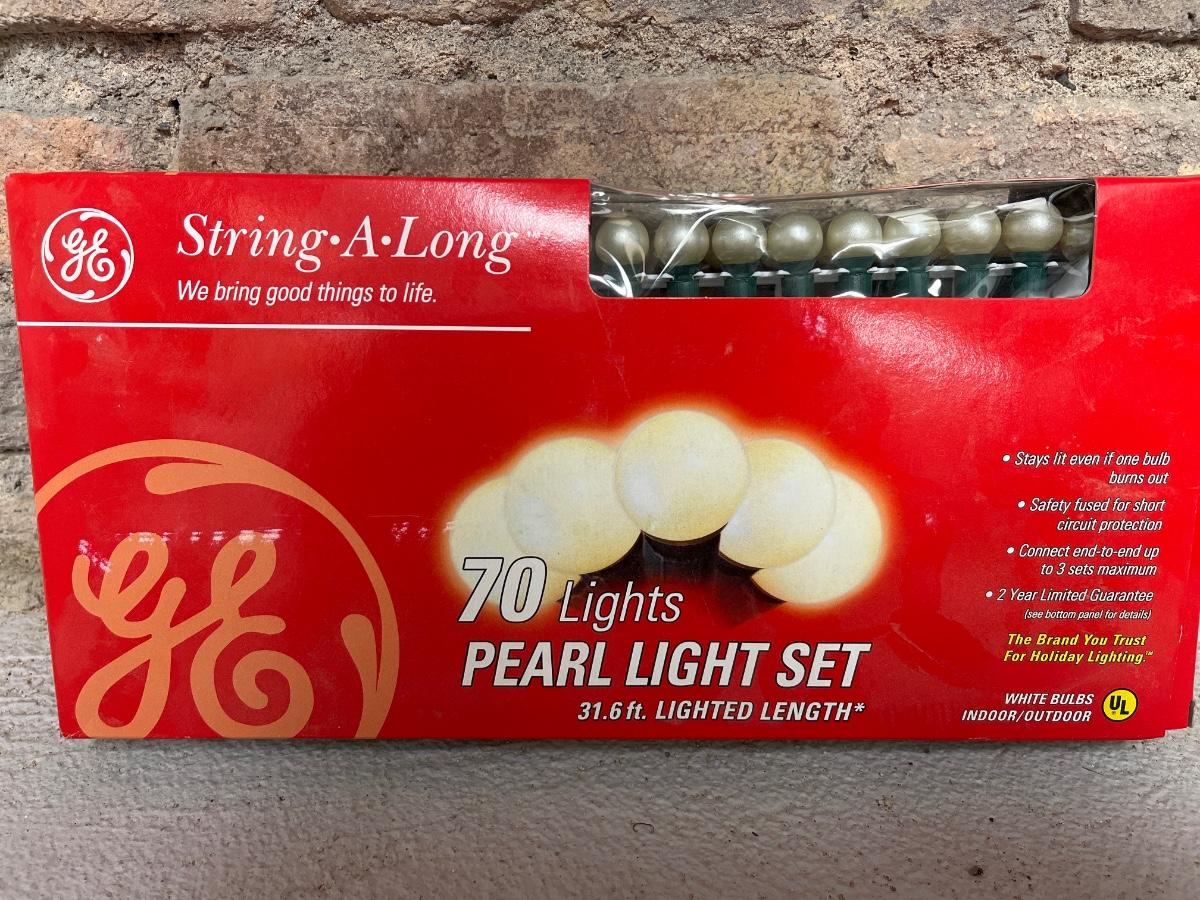 GE
String·A·Long™
We bring good things to life.
GE
70 Lights
PEARL LIGHT SET
31.6 ft. LIGHTED LENGTH*
• Stays lit even if one bulb
burns out
• Safety fused for short
circuit protection
• Connect end-to-end up
to 3 sets maximum
• 2 Year Limited Guarantee
(see bottom panel for details)
The Brand You Trust
For Holiday Lighting.℠
WHITE BULBS
INDOOR/OUTDOOR
UL